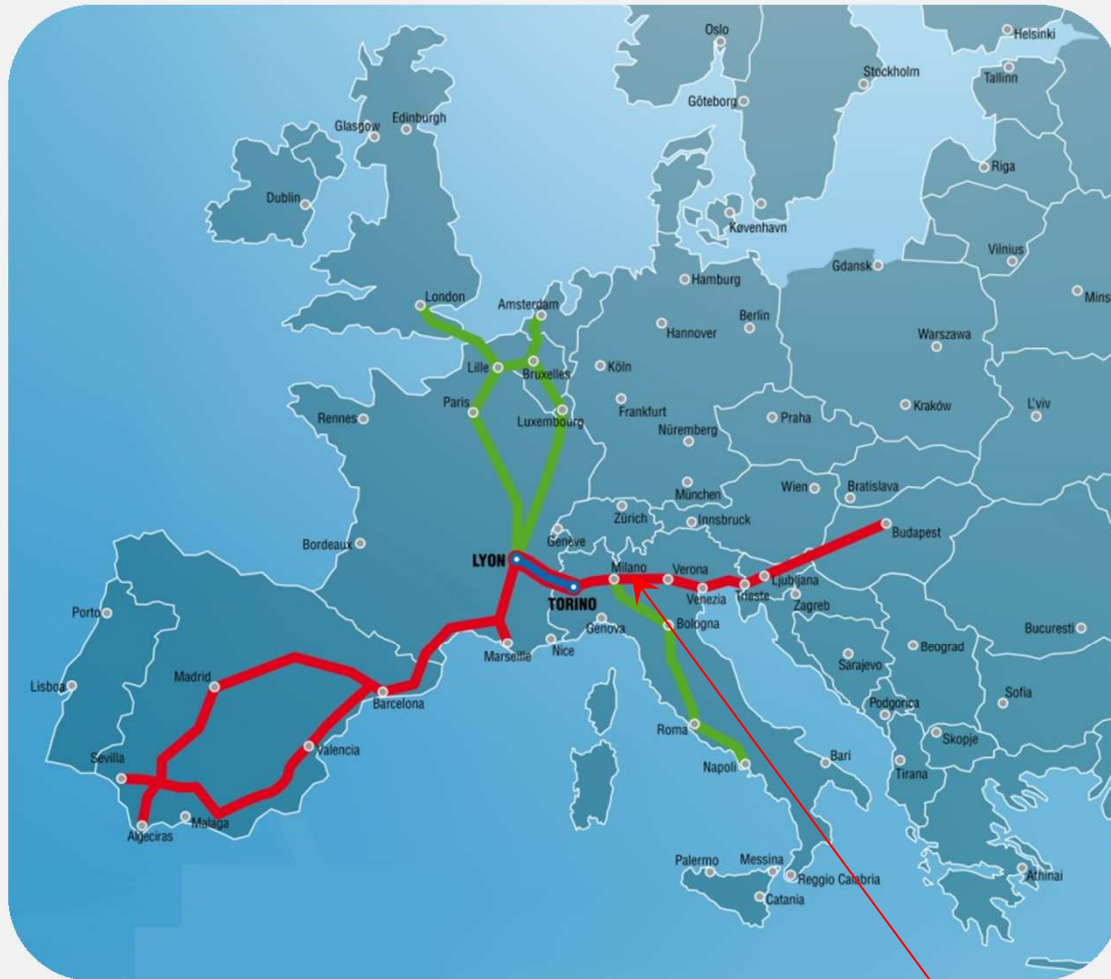 Oslo
Helsinki
Tallinn
Stockholm
Göteborg
Edinburgh
Glasgow
Riga
Dublin
København
Vilnius
Gdansk
Hamburg
Mins
London
Amsterdam
Berlin
Hannover
Warszawa
Lille
Bruxelles
Köln
Paris
Frankfurt
Kraków
L'viv
Rennes
Luxembourg
Praha
Nüremberg
München
Wien
Bratislava
Zürich
Innsbruck
Budapest
Bordeaux
Genève
LYON
Milano
Verona
Ljubljana
Trieste
TORINO
Venezia
Zagreb
Porto
Genova
Bologna
Bucuresti
Marseille
Nice
Beograd
Sarajevo
Madrid
Lisboa
Barcelona
Sofia
Podgorica
Roma
Skopje
Valencia
Sévilla
Napoli
Bari
Tirana
Algeciras
Malaga
Palermo
Messina
Reggio Calabria
Athinai
Catania